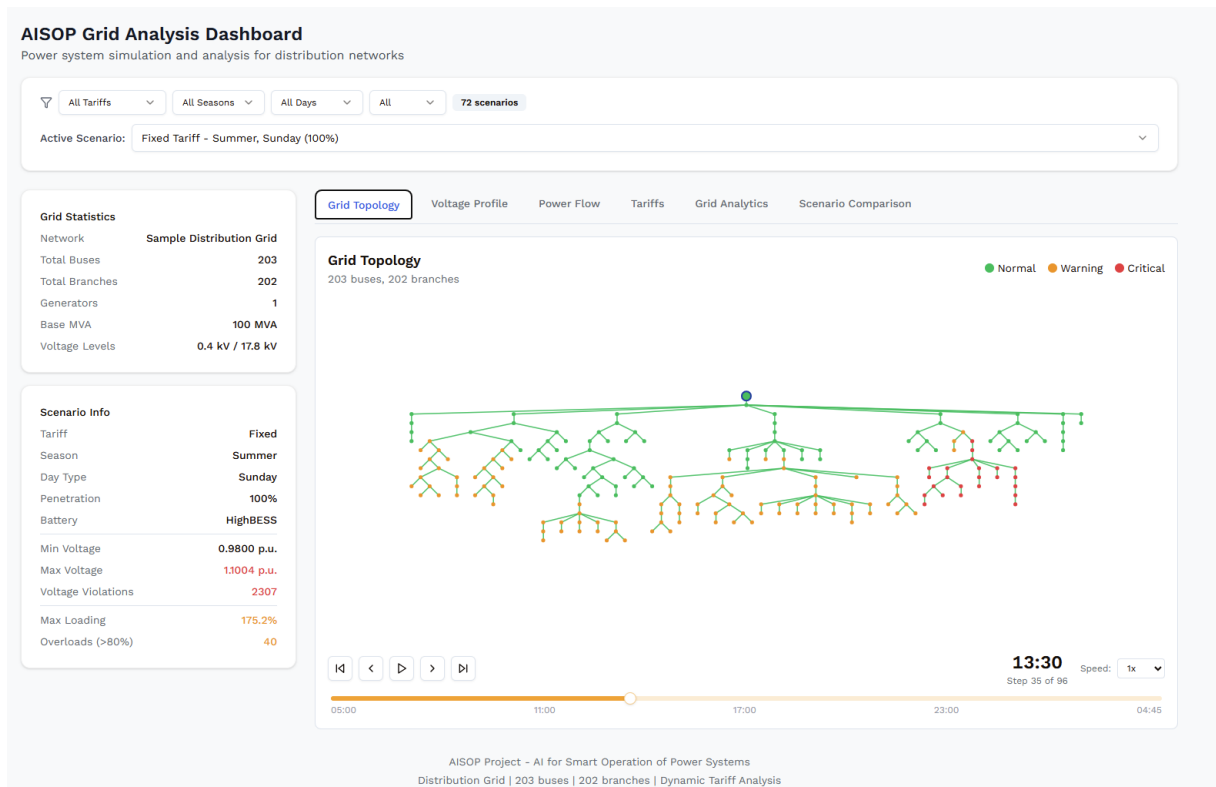 AISOP Grid Analysis Dashboard
Power system simulation and analysis for distribution networks
All Tariffs All Seasons All Days All 72 scenarios
Active Scenario: Fixed Tariff - Summer, Sunday (100%)
Grid Statistics
Network Sample Distribution Grid
Total Buses 203
Total Branches 202
Generators 1
Base MVA 100 MVA
Voltage Levels 0.4 kV / 17.8 kV
Scenario Info
Tariff Fixed
Season Summer
Day Type Sunday
Penetration 100%
Battery HighBESS
Min Voltage 0.9800 p.u.
Max Voltage 1.1004 p.u.
Voltage Violations 2307
Max Loading 175.2%
Overloads (>80%) 40
Grid Topology Voltage Profile Power Flow Tariffs Grid Analytics Scenario Comparison
Grid Topology
203 buses, 202 branches
Normal Warning Critical
13:30
Step 35 of 96
Speed: 1x
05:00 11:00 17:00 23:00 04:45
AISOP Project - AI for Smart Operation of Power Systems
Distribution Grid | 203 buses | 202 branches | Dynamic Tariff Analysis